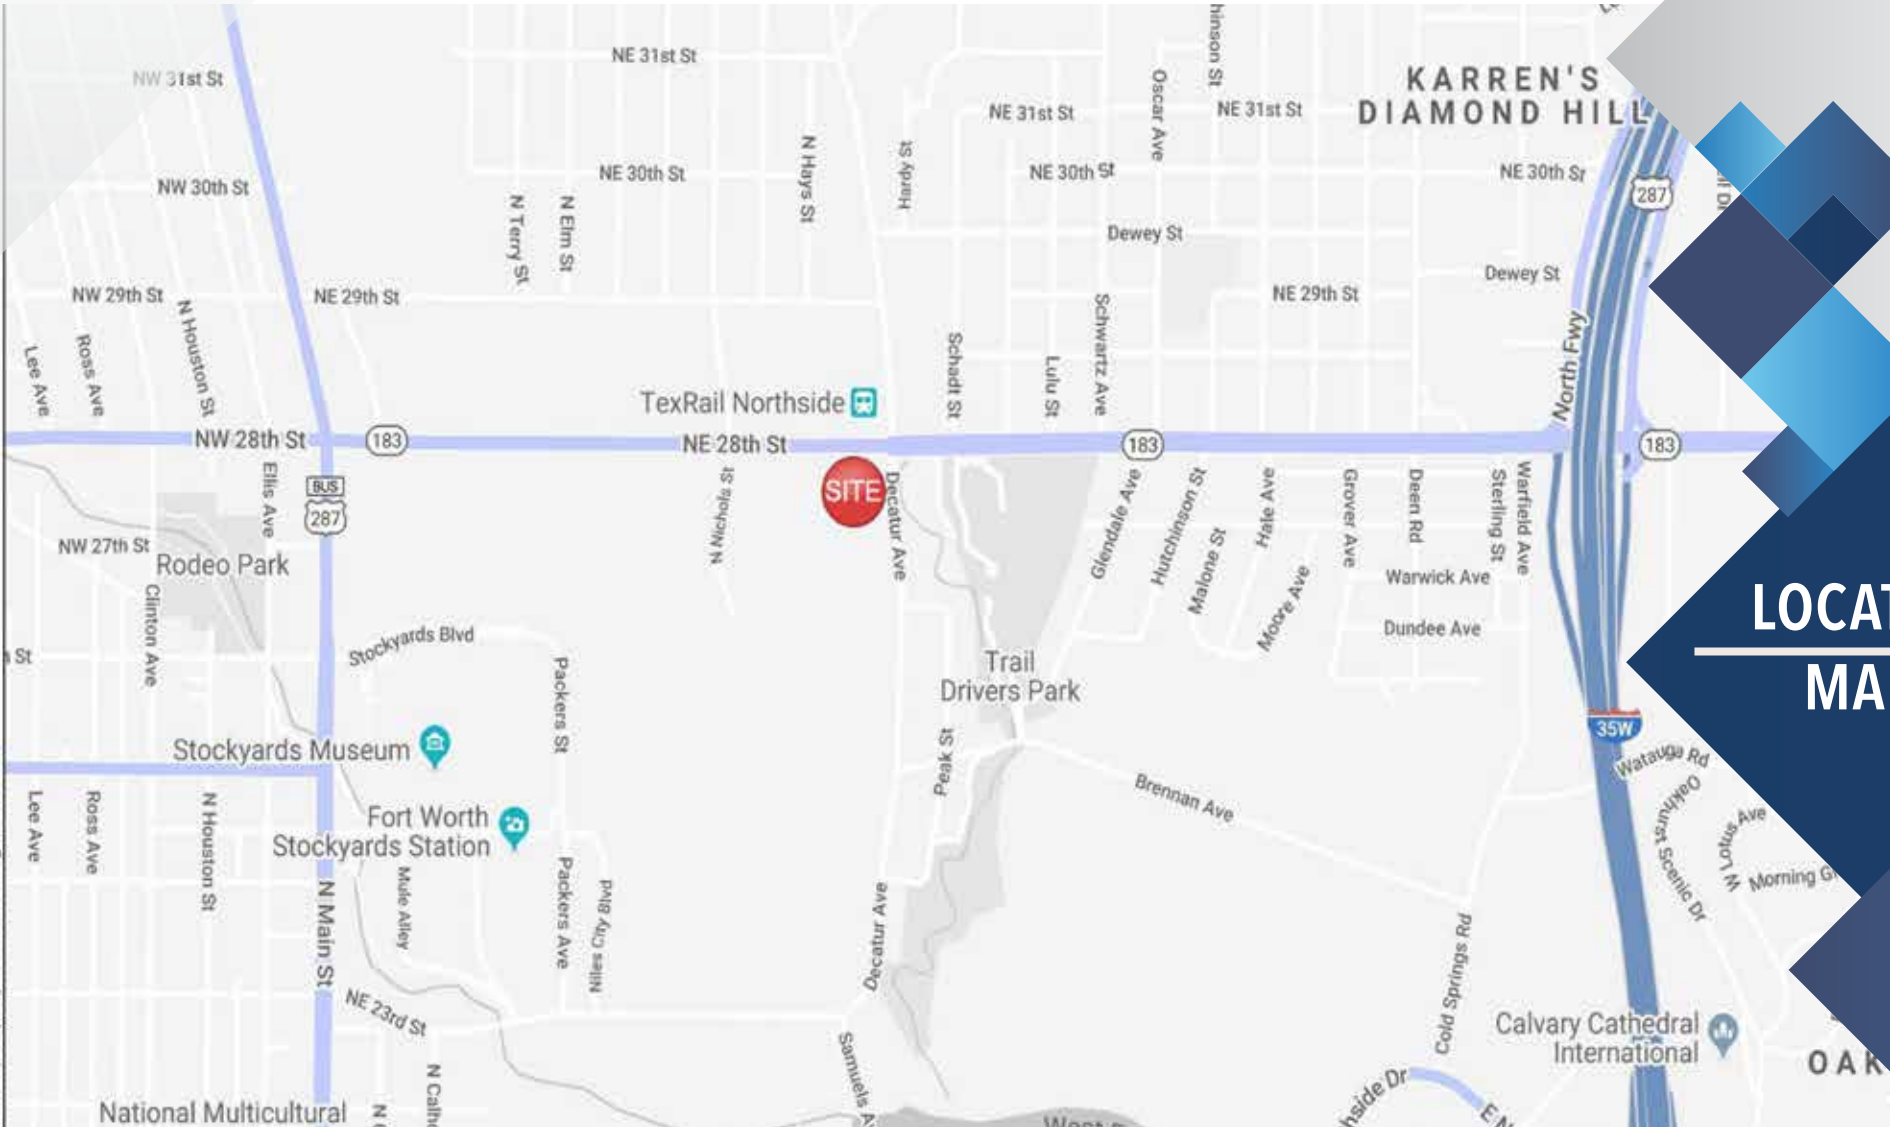 NE 31st St
NW 31st St
KARREN'S
DIAMOND HILL
NE 31st St
Oscar Ave
NE 31st St
N Hays St
Hardy St
NE 30th St
NE 30th St
NE 30th St
287
NW 30th St
N Terry St
N Elm St
Dewey St
Dewey St
NW 29th St
NE 29th St
NE 29th St
N Houston St
Schwartz Ave
North Fwy
Lee Ave
Ross Ave
Schadt St
Lulu St
TexRail Northside
NW 28th St
183
NE 28th St
183
183
Ellis Ave
BUS
287
N Nichols St
SITE
Decatur Ave
Glendale Ave
Hutchinson St
Malone St
Hale Ave
Moore Ave
Grover Ave
Deen Rd
Sterling St
Warfield Ave
NW 27th St
Rodeo Park
Warwick Ave
Clinton Ave
Dundee Ave
LOCAT
MA
Stockyards Blvd
St
Packers St
Trail
Drivers Park
Stockyards Museum
Peak St
35W
Watauga Rd
Brennan Ave
Oakhurst Scenic Dr
W Lotus Ave
Morning G
Lee Ave
Ross Ave
N Houston St
Fort Worth
Stockyards Station
Mule Alley
Packers Ave
Niles City Blvd
N Main St
Decatur Ave
Cold Springs Rd
NE 23rd St
Calvary Cathedral
International
OAK
Samuels A
N Calh
National Multicultural